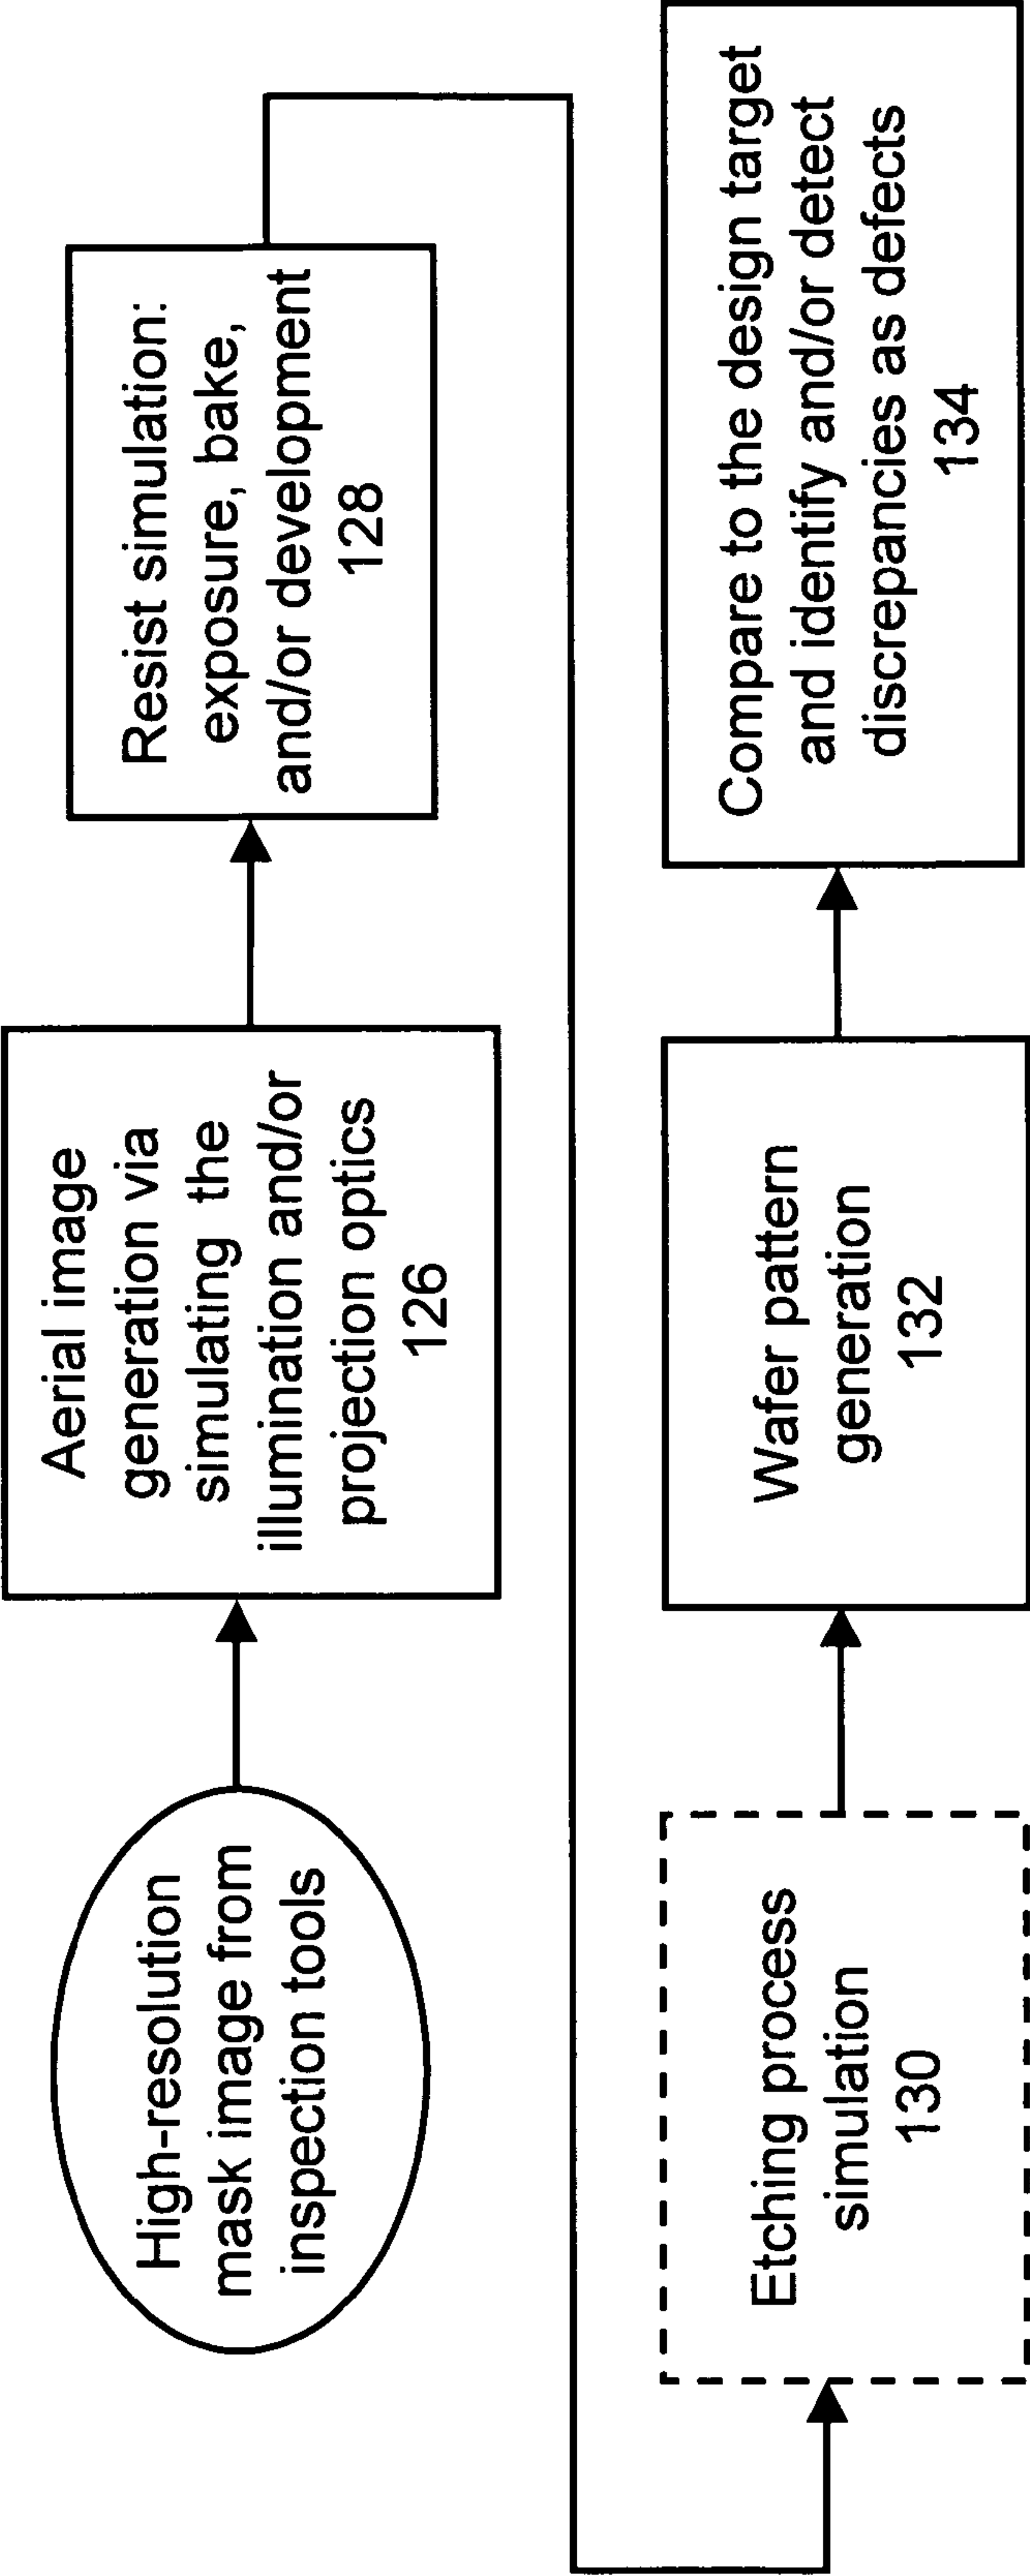 High-resolution
mask image from
inspection tools
Aerial image
generation via
simulating the
illumination and/or
projection optics
126
Resist simulation:
exposure, bake,
and/or development
128
Etching process
simulation
130
Wafer pattern
generation
132
Compare to the design target
and identify and/or detect
discrepancies as defects
134